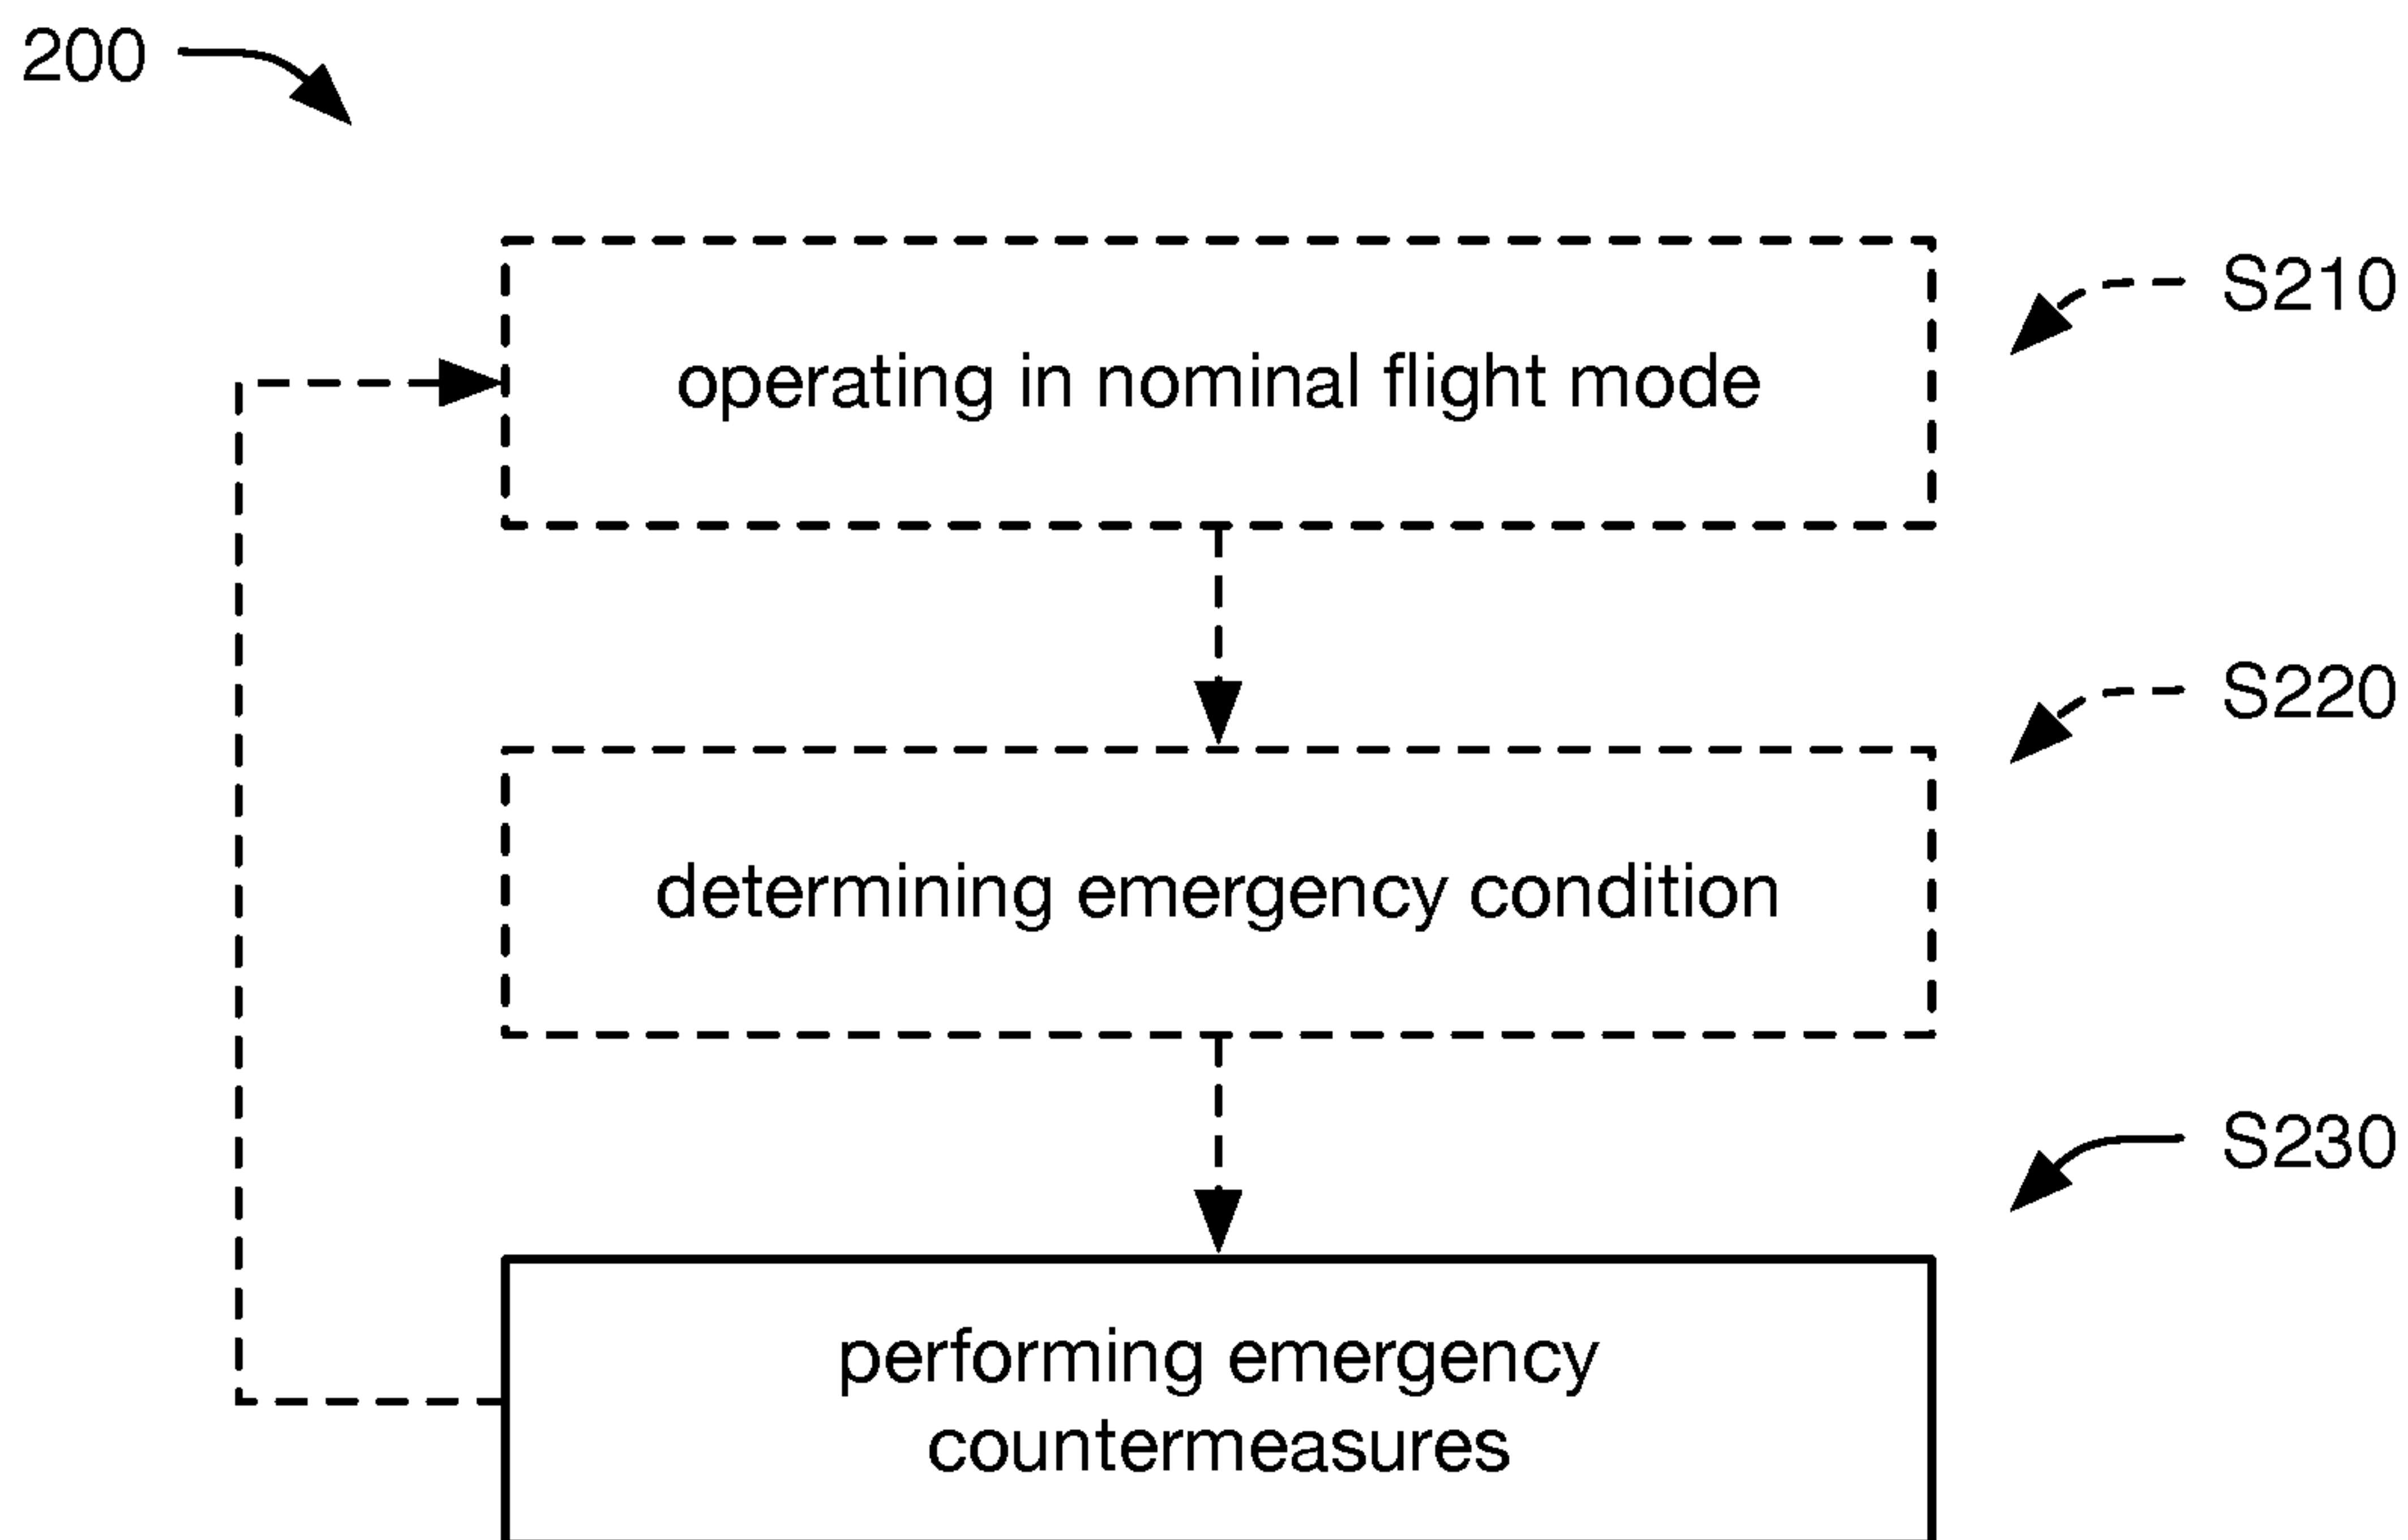 200
operating in nominal flight mode
S210
determining emergency condition
S220
performing emergency
countermeasures
S230